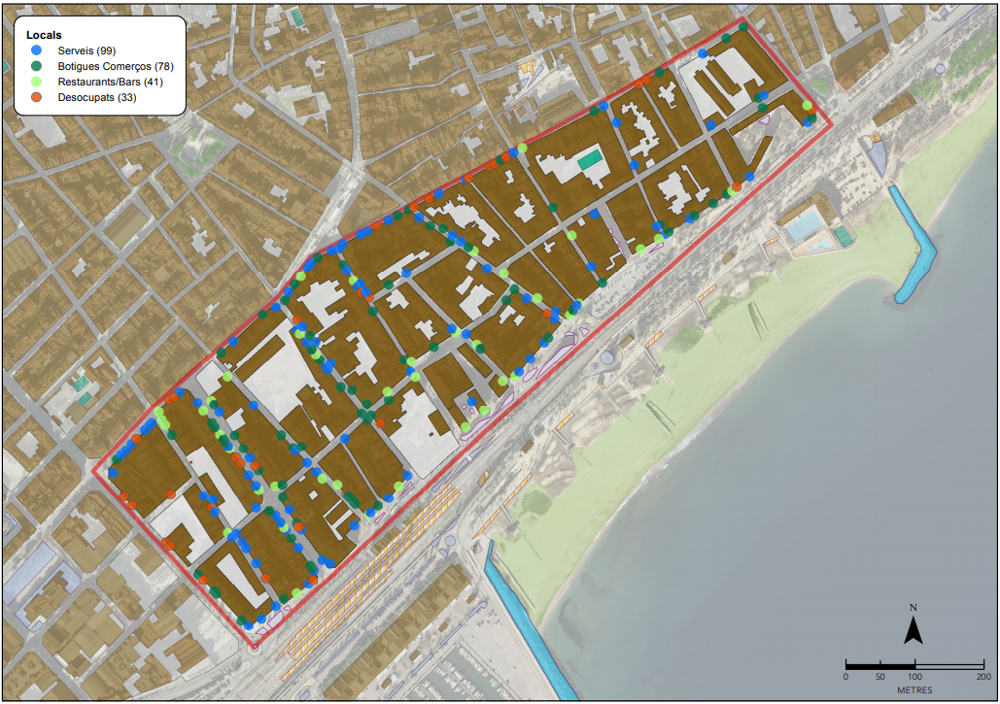 Locals
Serveis (99)
Botigues Comerços (78)
Restaurants/Bars (41)
Desocupats (33)
N
0 50 100 200
METRES